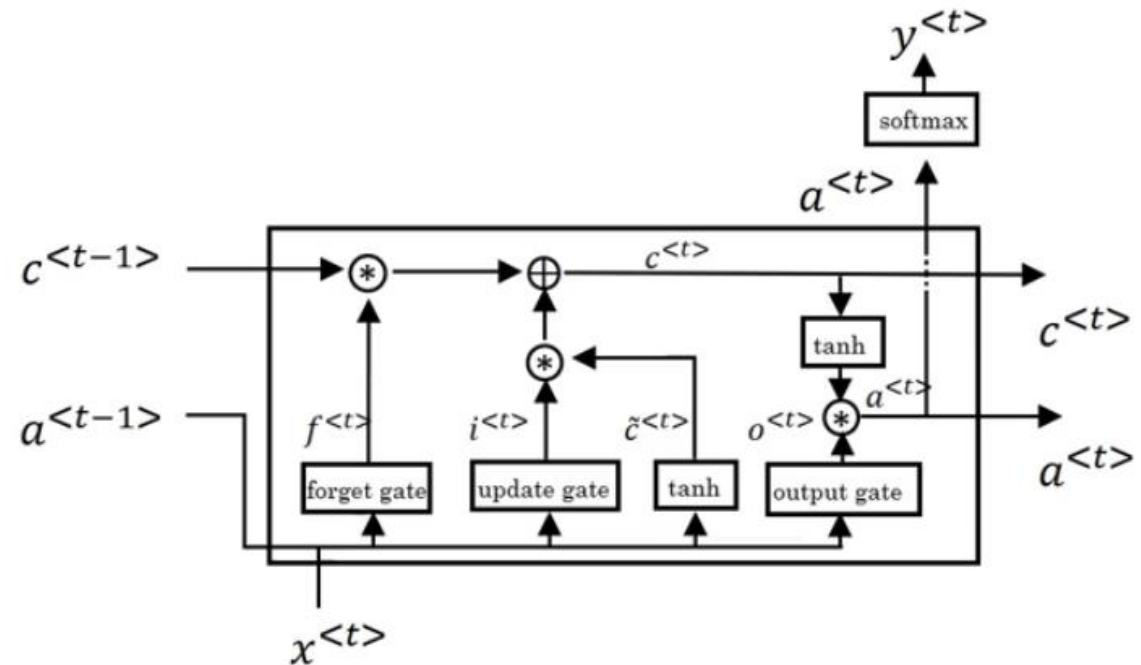 y<t>
softmax
a<t>
c<t-1>
c<t>
*
+
c<t>
tanh
*
a<t-1>
f<t>
i<t>
c̃<t>
o<t>
*
a<t>
a<t>
forget gate
update gate
tanh
output gate
x<t>